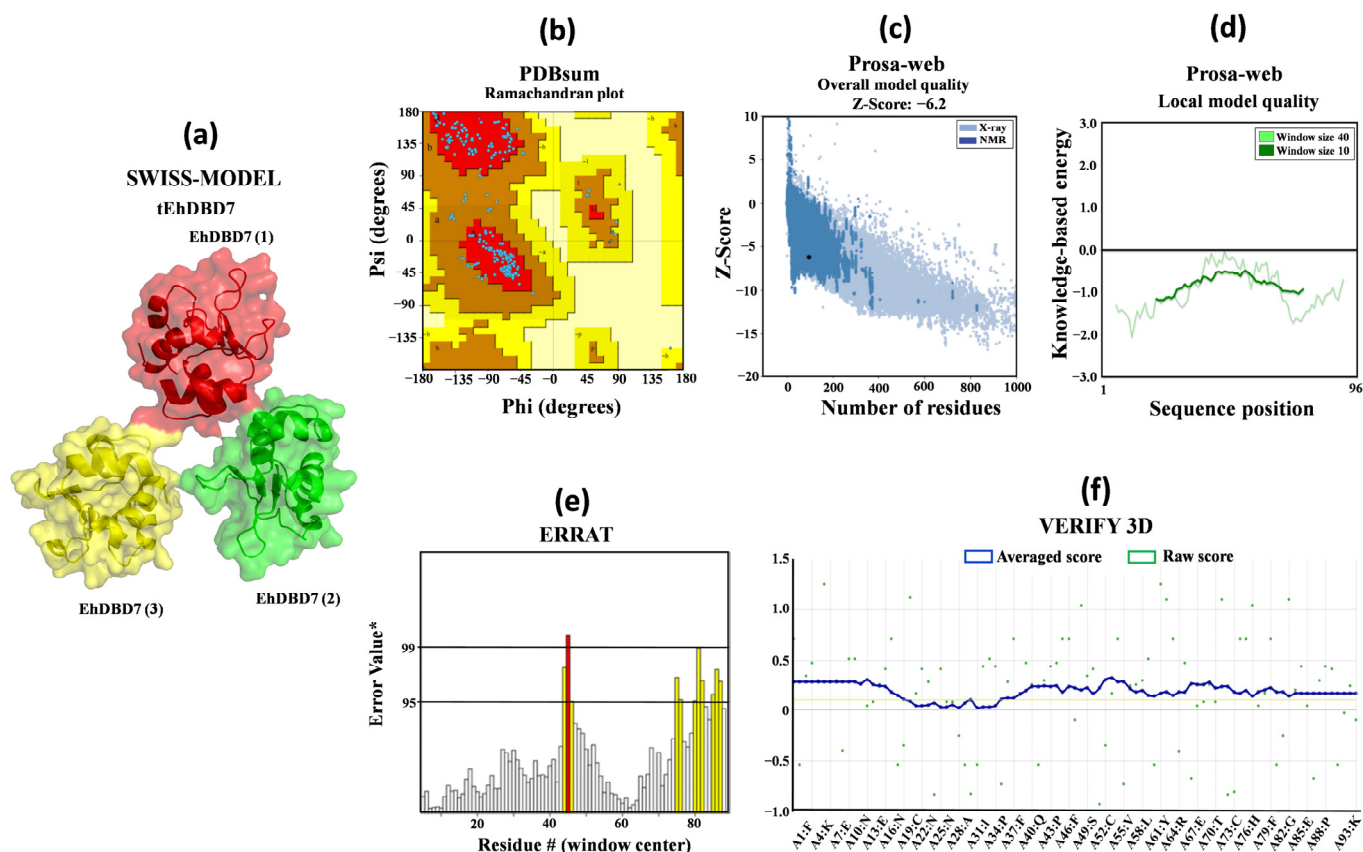 (a)
SWISS-MODEL
tEhDBD7
EhDBD7 (1)
EhDBD7 (3)
EhDBD7 (2)
(b)
PDBsum
Ramachandran plot
Psi (degrees)
180
135
90
45
0
−45
−90
−135
b
a
−180 −135 −90 −45 −0 45 90 135 180
Phi (degrees)
(c)
Prosa-web
Overall model quality
Z-Score: −6.2
X-ray
NMR
Z-Score
10
5
0
−5
−10
−15
−20
0 200 400 600 800 1000
Number of residues
(d)
Prosa-web
Local model quality
Window size 40
Window size 10
Knowledge-based energy
3.0
2.0
1.0
0.0
−1.0
−2.0
−3.0
1 96
Sequence position
(e)
ERRAT
Error Value*
99
95
20 40 60 80
Residue # (window center)
(f)
VERIFY 3D
Averaged score
Raw score
1.5
1.0
0.5
0
−0.5
−1.0
A1:F A4:K A7:E A10:N A13:E A16:N A19:C A22:N A25:N A28:A A31:I A34:P A37:F A40:Q A43:P A46:F A49:S A52:C A55:V A58:L A61:Y A64:R A67:E A70:T A73:C A76:H A79:F A82:G A85:E A88:P A93:K